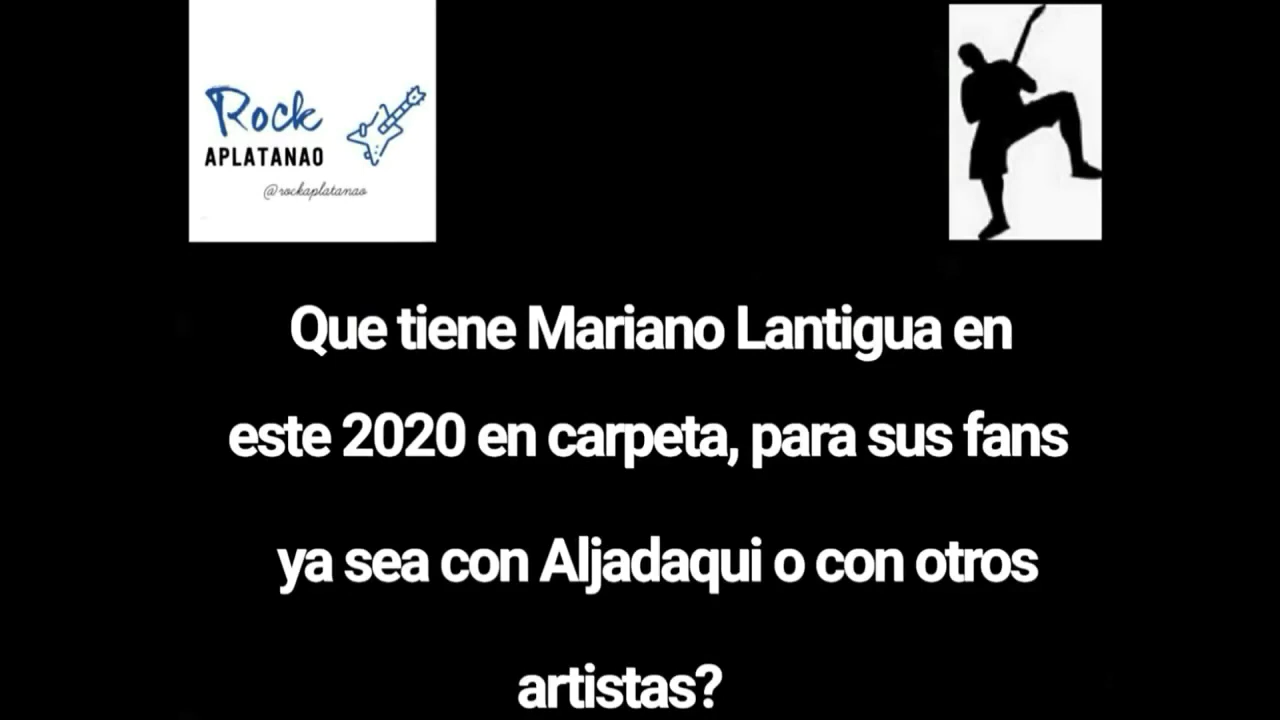 Rock
APLATANAO
@rockaplatanao
Que tiene Mariano Lantigua en
este 2020 en carpeta, para sus fans
ya sea con Aljadaqui o con otros
artistas?